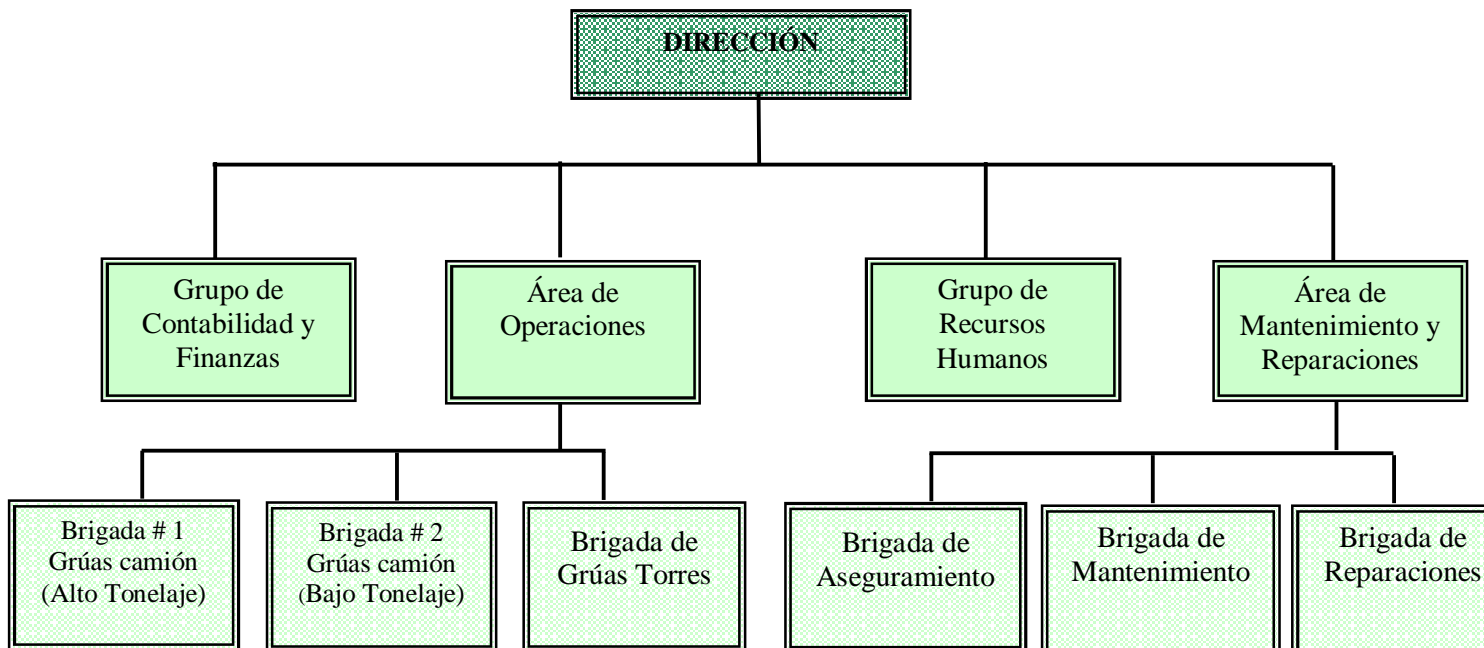 DIRECCIÓN
Grupo de
Contabilidad y
Finanzas
Área de
Operaciones
Grupo de
Recursos
Humanos
Área de
Mantenimiento y
Reparaciones
Brigada # 1
Grúas camión
(Alto Tonelaje)
Brigada # 2
Grúas camión
(Bajo Tonelaje)
Brigada de
Grúas Torres
Brigada de
Aseguramiento
Brigada de
Mantenimiento
Brigada de
Reparaciones